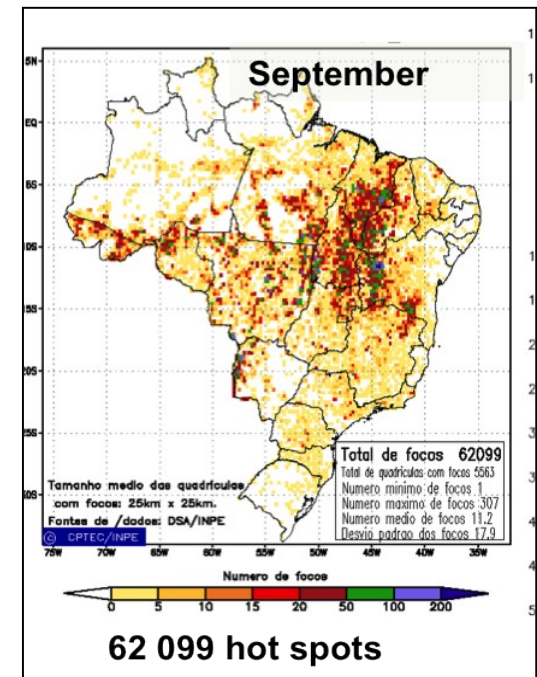 September
5N
EQ
5S
10S
15S
20S
25S
30S
Total de focos 62099
Total de quadriculas com focos 5563
Numero minimo de focos 1
Numero maximo de focos 307
Numero medio de focos 11.2
Desvio padrao dos focos 17.9
Tamanho medio das quadriculas
com focos: 25km x 25km.
Fontes de /dados: DSA/INPE
© CPTEC/INPE
75W 70W 65W 60W 55W 50W 45W 40W 35W
Numero de focos
0 5 10 15 20 50 100 200
62 099 hot spots